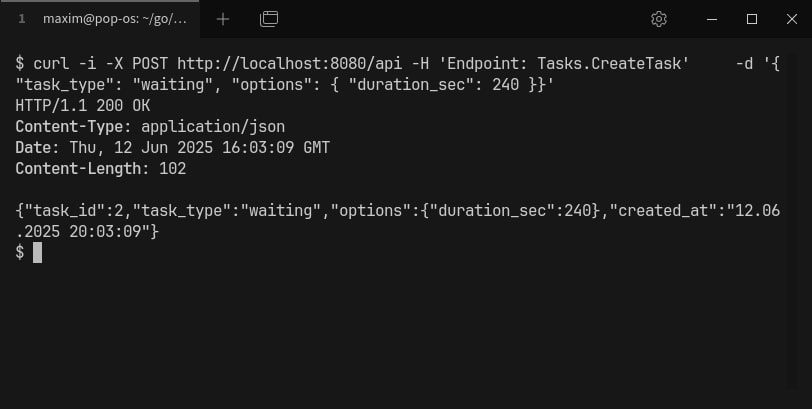 1 maxim@pop-os: ~/go/...
$ curl -i -X POST http://localhost:8080/api -H 'Endpoint: Tasks.CreateTask'     -d '{
"task_type": "waiting", "options": { "duration_sec": 240 }}'
HTTP/1.1 200 OK
Content-Type: application/json
Date: Thu, 12 Jun 2025 16:03:09 GMT
Content-Length: 102
{"task_id":2,"task_type":"waiting","options":{"duration_sec":240},"created_at":"12.06
.2025 20:03:09"}
$